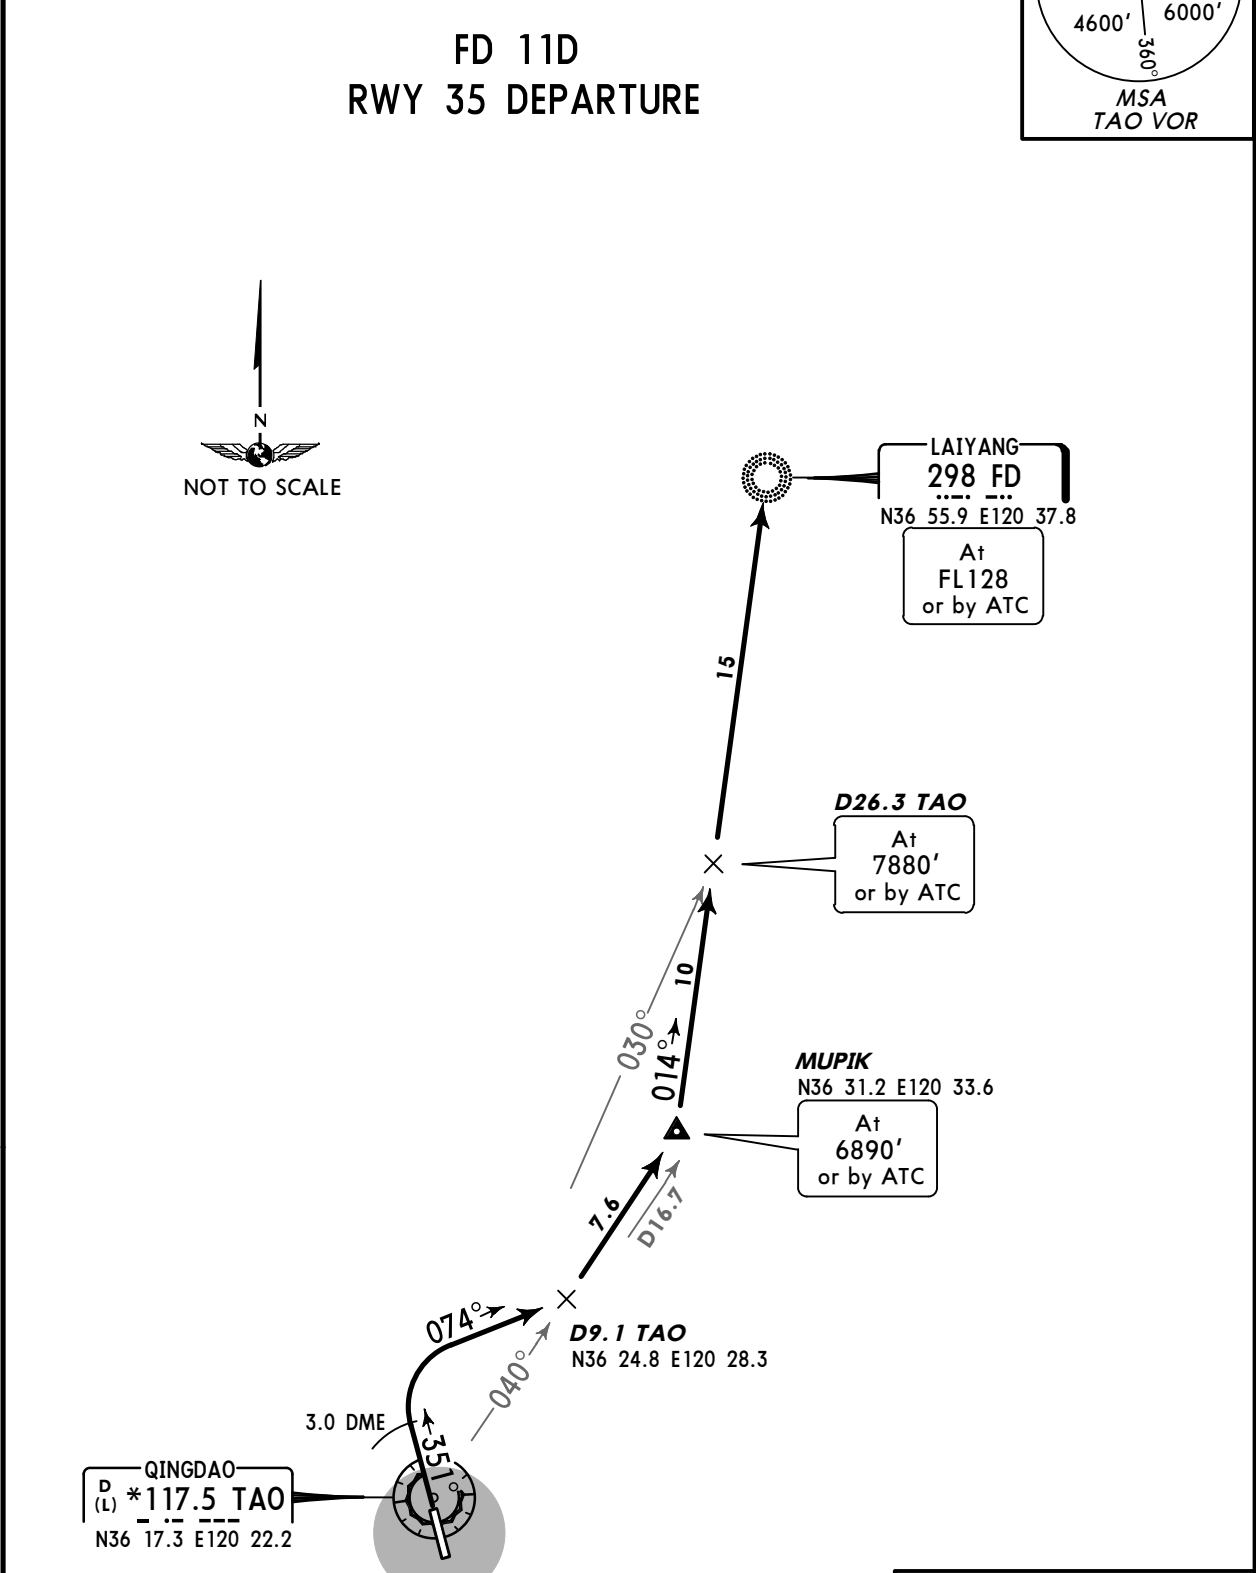 4600′
6000′
360°
MSA
TAO VOR
FD 11D
RWY 35 DEPARTURE
N
NOT TO SCALE
LAIYANG
298 FD
N36 55.9 E120 37.8
At
FL128
or by ATC
15
D26.3 TAO
At
7880′
or by ATC
10
030°
014°
MUPIK
N36 31.2 E120 33.6
At
6890′
or by ATC
7.6
D16.7
074°
D9.1 TAO
N36 24.8 E120 28.3
040°
3.0 DME
351°
QINGDAO
D
(L) *117.5 TAO
N36 17.3 E120 22.2